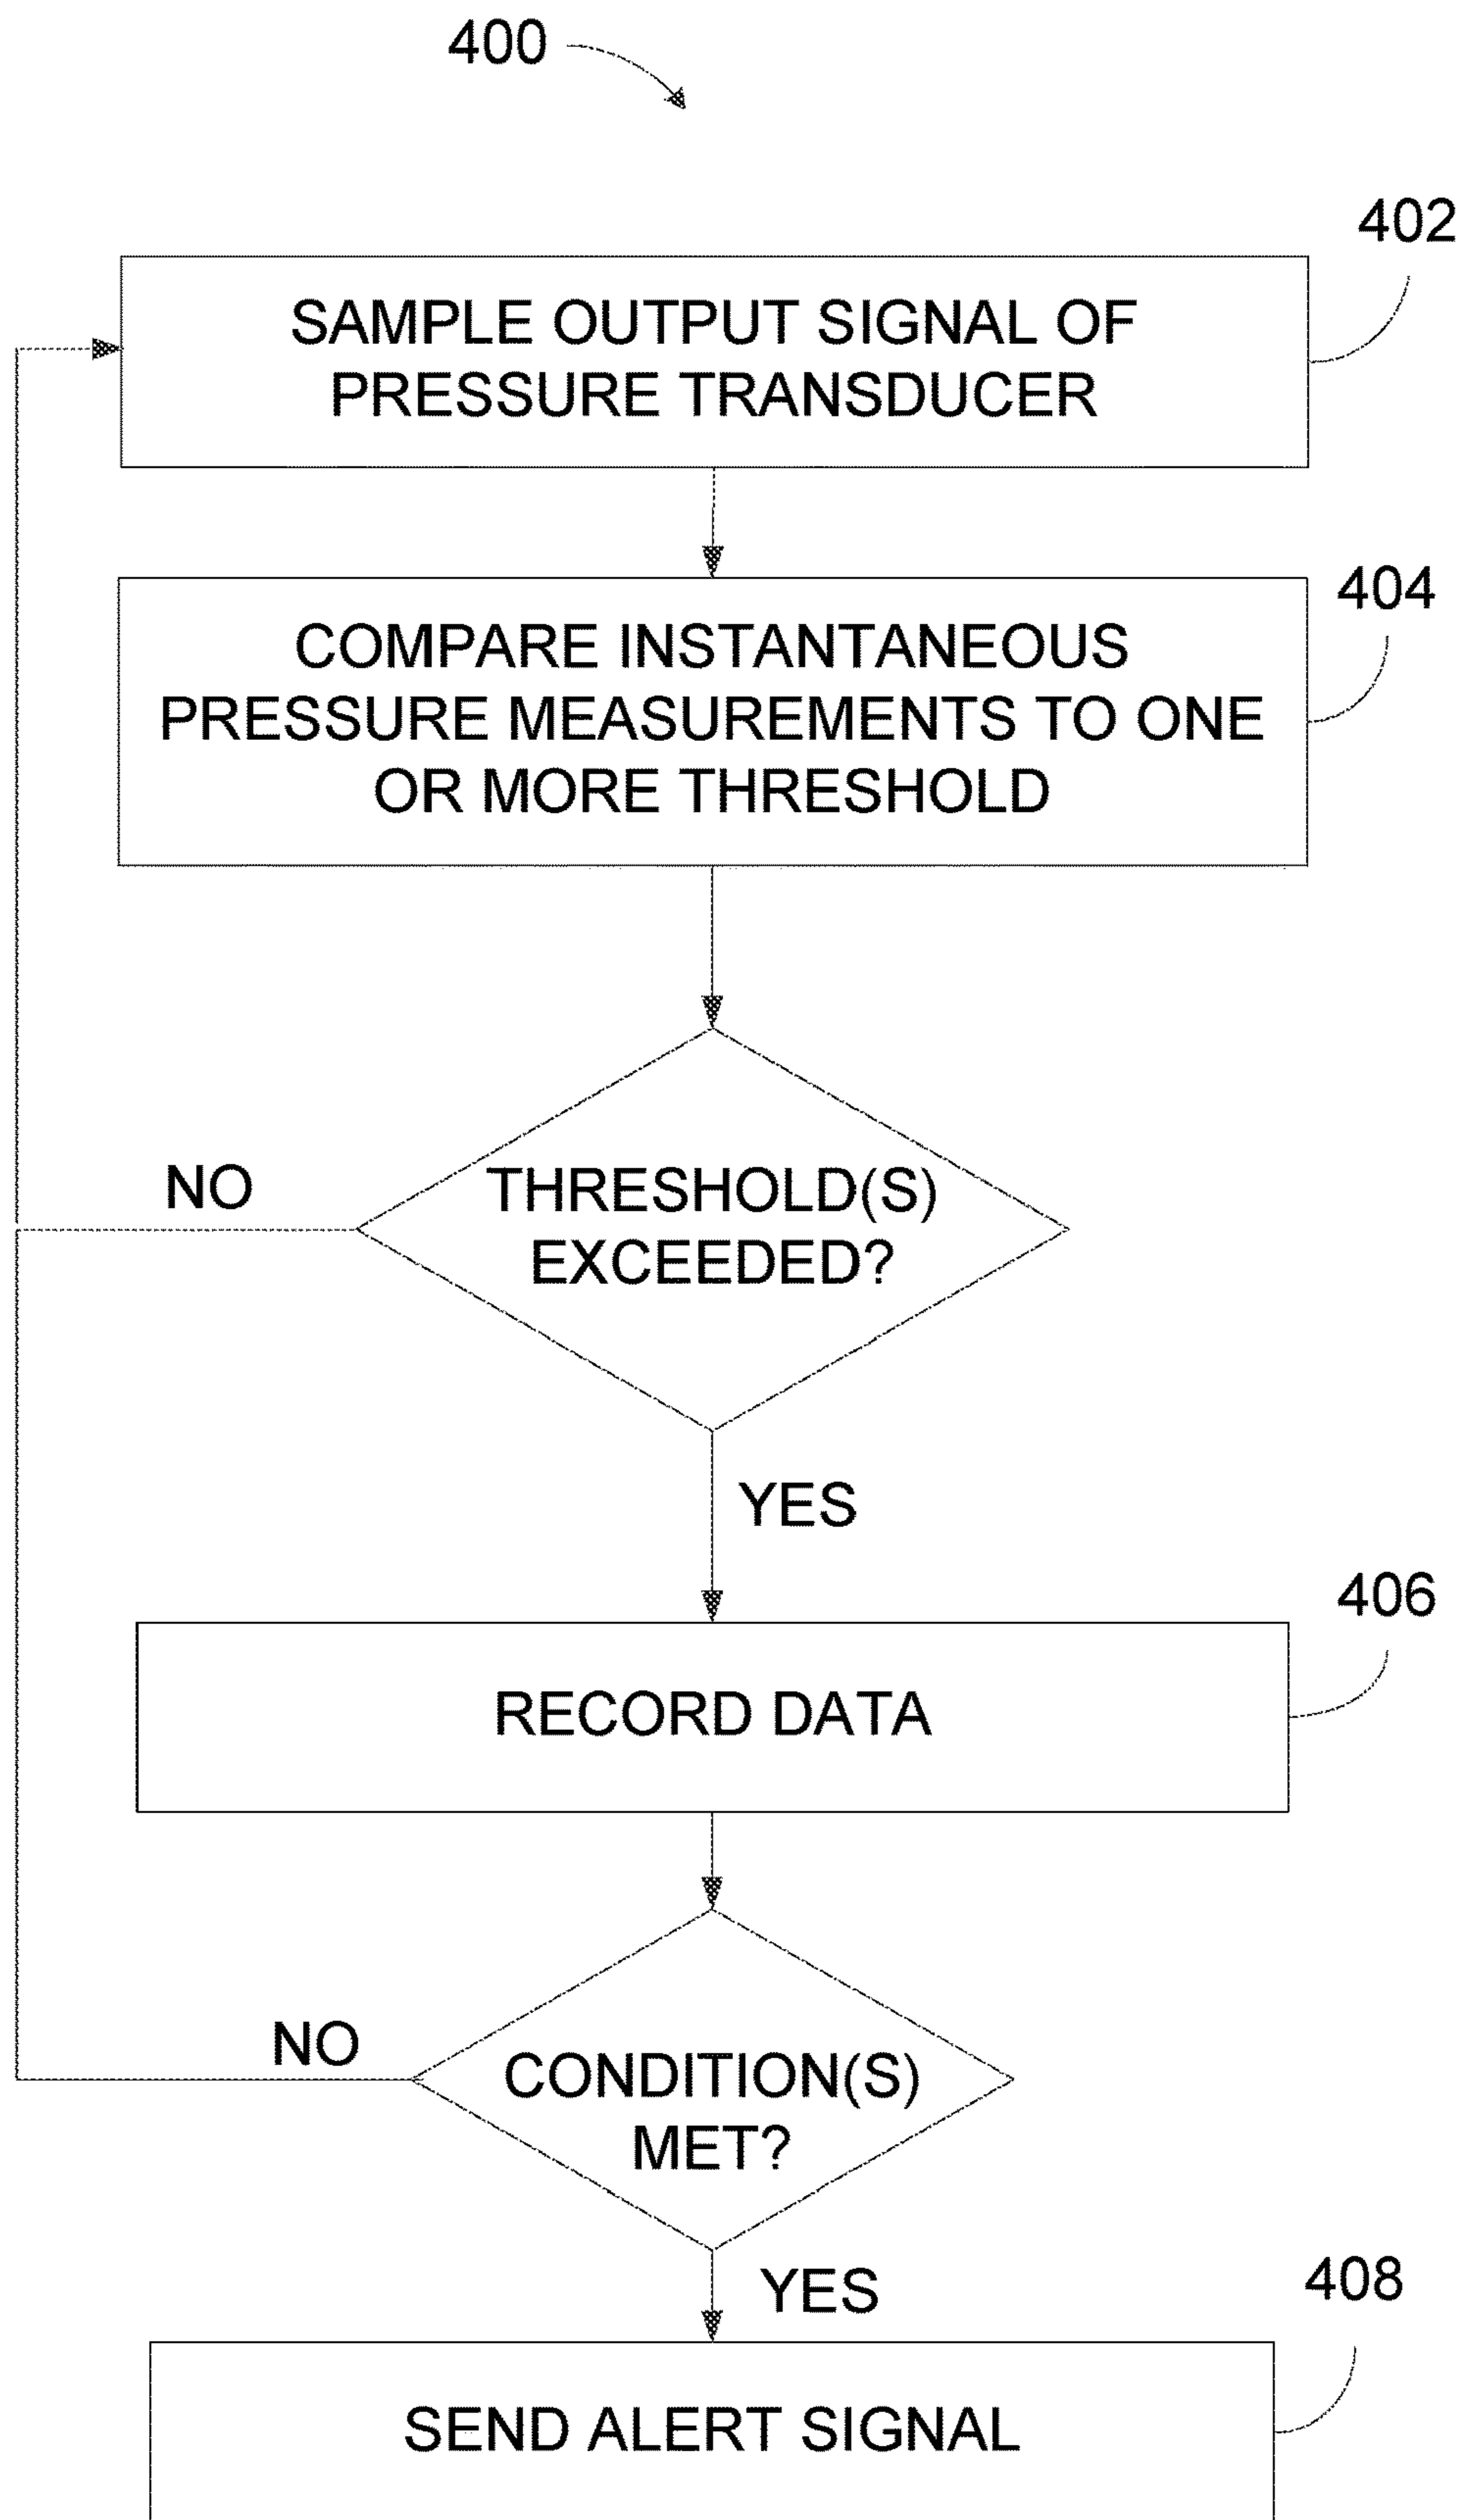 400
402
SAMPLE OUTPUT SIGNAL OF
PRESSURE TRANSDUCER
404
COMPARE INSTANTANEOUS
PRESSURE MEASUREMENTS TO ONE
OR MORE THRESHOLD
NO
THRESHOLD(S)
EXCEEDED?
YES
406
RECORD DATA
NO
CONDITION(S)
MET?
YES
408
SEND ALERT SIGNAL